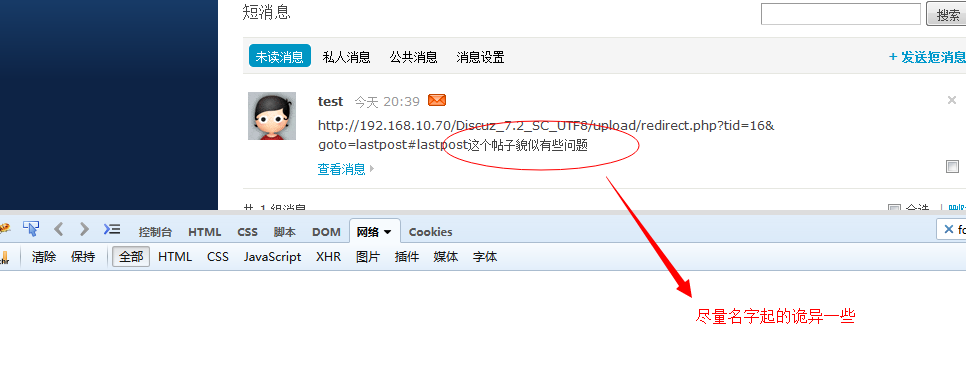 短消息
搜索
未读消息 私人消息 公共消息 消息设置
+ 发送短消息
test 今天 20:39
http://192.168.10.70/Discuz_7.2_SC_UTF8/upload/redirect.php?tid=16&
goto=lastpost#lastpost这个帖子貌似有些问题
查看消息
共 1 组消息
全选
控制台 HTML CSS 脚本 DOM 网络 Cookies
清除 保持 全部 HTML CSS JavaScript XHR 图片 插件 媒体 字体
尽量名字起的诡异一些